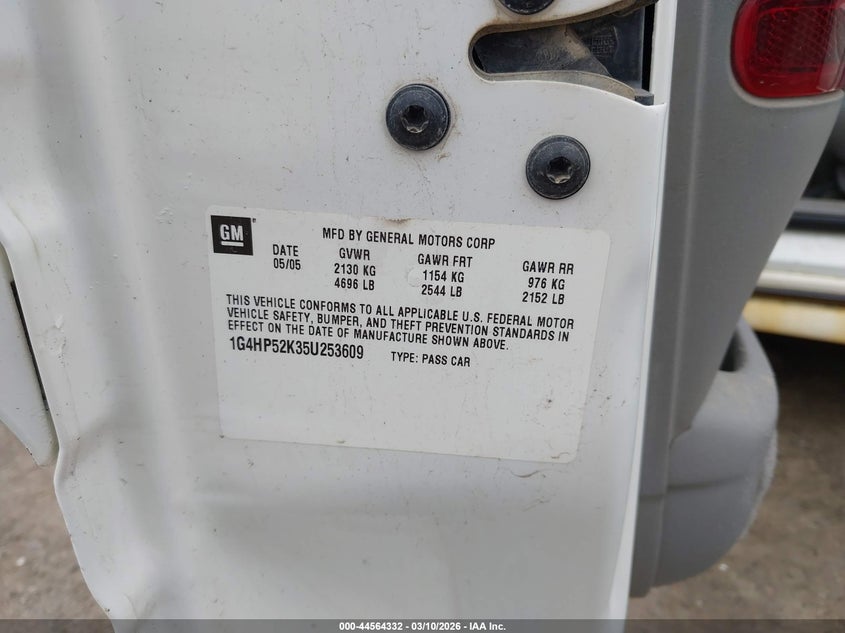 GM
MFD BY GENERAL MOTORS CORP
DATE GVWR GAWR FRT GAWR RR
05/05 2130 KG 1154 KG 976 KG
4696 LB 2544 LB 2152 LB
THIS VEHICLE CONFORMS TO ALL APPLICABLE U.S. FEDERAL MOTOR
VEHICLE SAFETY, BUMPER, AND THEFT PREVENTION STANDARDS IN
EFFECT ON THE DATE OF MANUFACTURE SHOWN ABOVE.
1G4HP52K35U253609 TYPE: PASS CAR
000-44564332 | 03/10/2026 | IAA Inc.